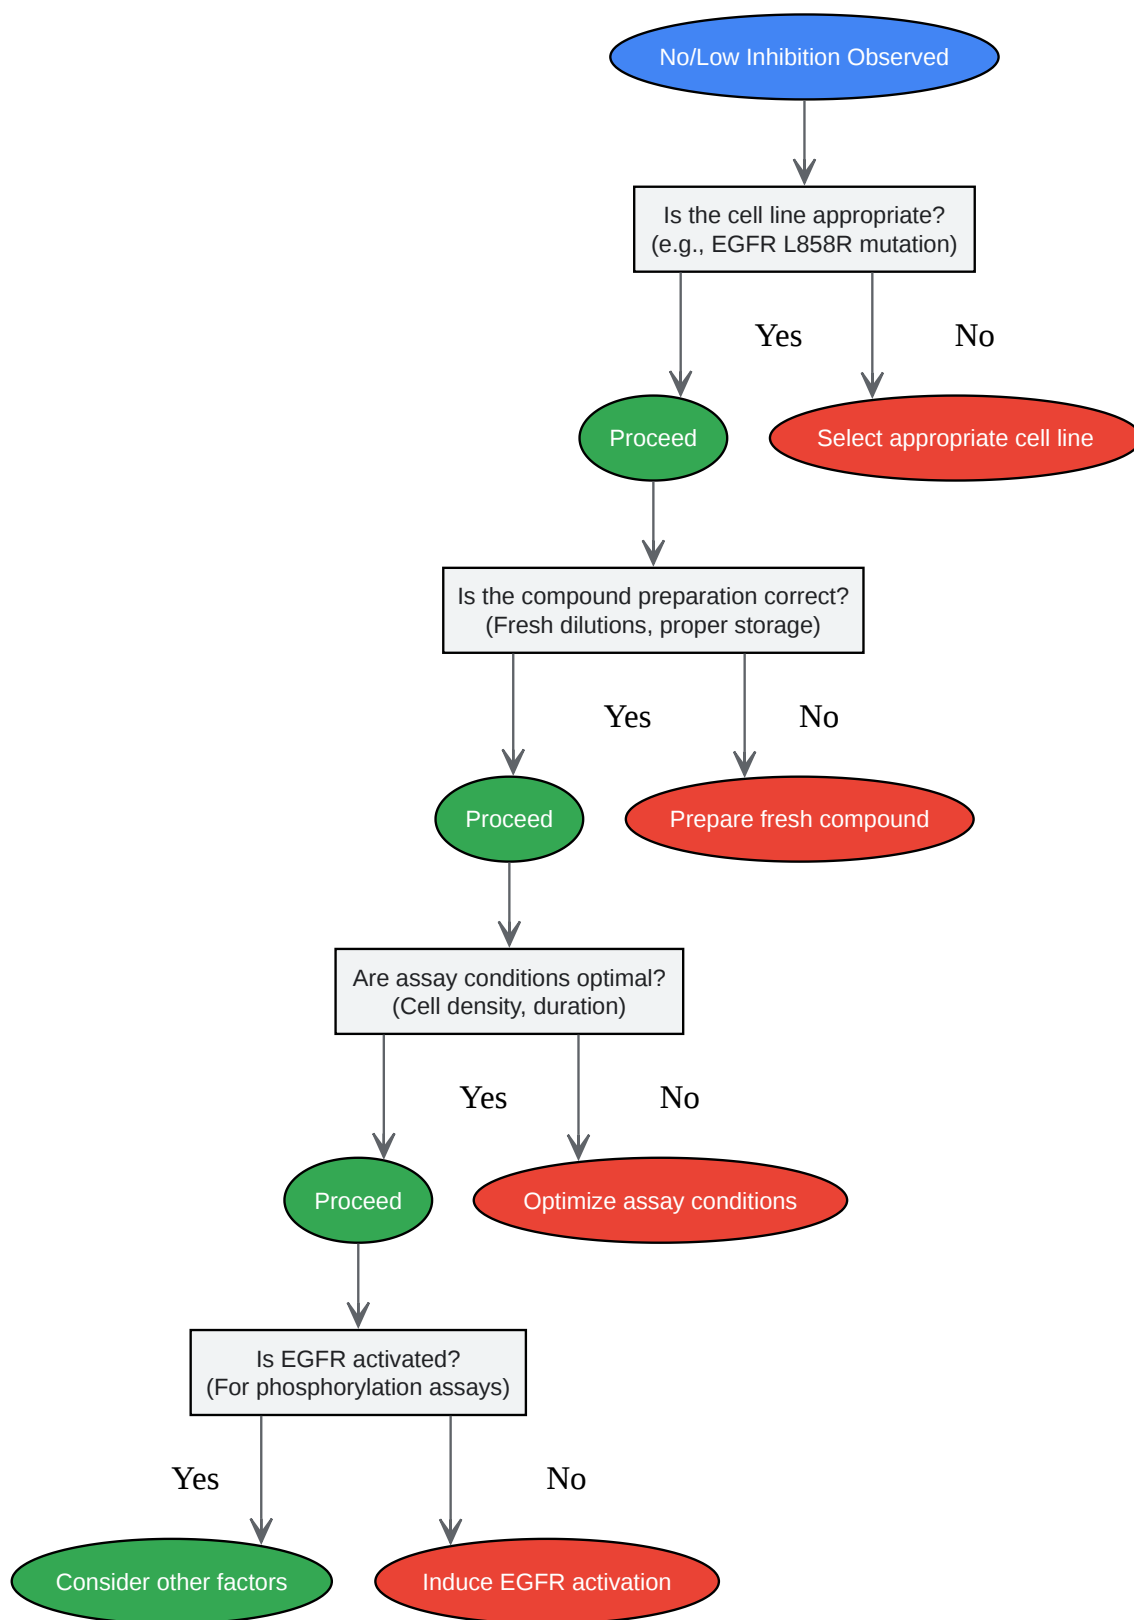 No/Low Inhibition Observed
Is the cell line appropriate?
(e.g., EGFR L858R mutation)
Yes
No
Proceed
Select appropriate cell line
Is the compound preparation correct?
(Fresh dilutions, proper storage)
Yes
No
Proceed
Prepare fresh compound
Are assay conditions optimal?
(Cell density, duration)
Yes
No
Proceed
Optimize assay conditions
Is EGFR activated?
(For phosphorylation assays)
Yes
No
Consider other factors
Induce EGFR activation